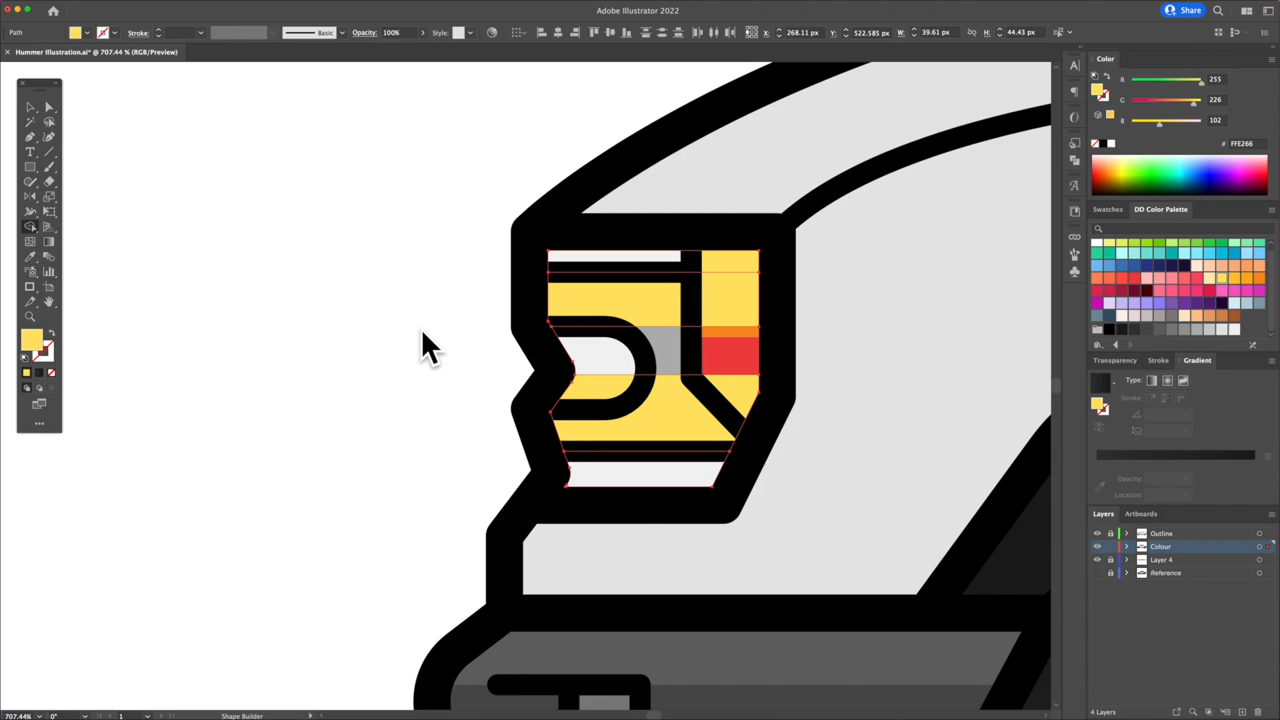 Adobe Illustrator 2022
Share
Path
Stroke:
Basic
Opacity: 100%
Style:
X: 268.11 px
Y: 522.585 px
W: 39.61 px
H: 44.43 px
Hummer Illustration.ai* @ 707.44 % (RGB/Preview)
Color
R 255
G 226
B 102
# FFE266
Swatches DD Color Palette
Transparency Stroke Gradient
Type:
Stroke:
Opacity:
Location:
Layers Artboards
Outline
Colour
Layer 4
Reference
4 Layers
707.44% 0° 1 Shape Builder